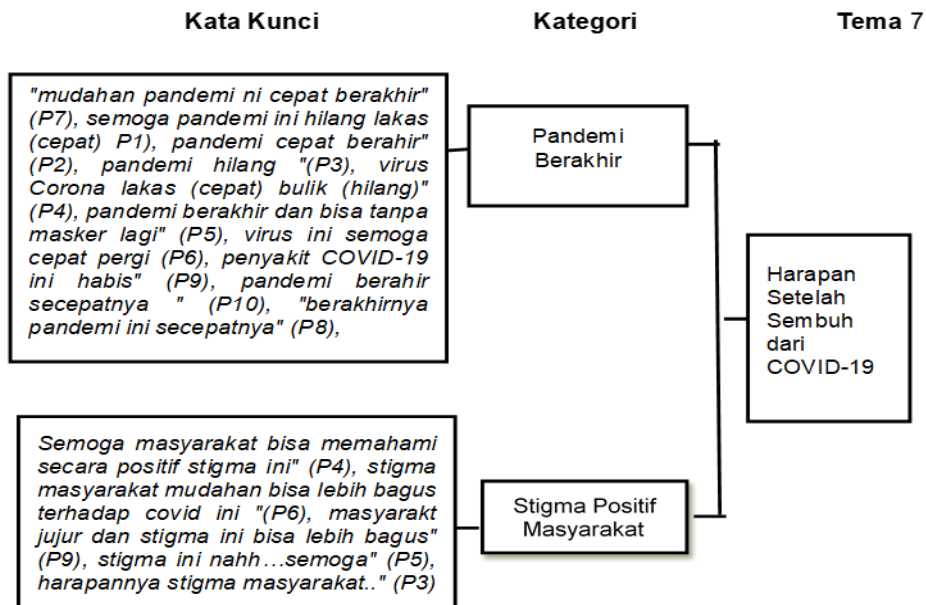 Kata Kunci Kategori Tema 7
"mudahan pandemi ni cepat berakhir"
(P7), semoga pandemi ini hilang lakas
(cepat) P1), pandemi cepat berahir"
(P2), pandemi hilang "(P3), virus
Corona lakas (cepat) bulik (hilang)"
(P4), pandemi berakhir dan bisa tanpa
masker lagi" (P5), virus ini semoga
cepat pergi (P6), penyakit COVID-19
ini habis" (P9), pandemi berahir
secepatnya " (P10), "berakhirnya
pandemi ini secepatnya" (P8),
Pandemi
Berakhir
Harapan
Setelah
Sembuh
dari
COVID-19
Semoga masyarakat bisa memahami
secara positif stigma ini" (P4), stigma
masyarakat mudahan bisa lebih bagus
terhadap covid ini "(P6), masyarakt
jujur dan stigma ini bisa lebih bagus"
(P9), stigma ini nahh...semoga" (P5),
harapannya stigma masyarakat.." (P3)
Stigma Positif
Masyarakat